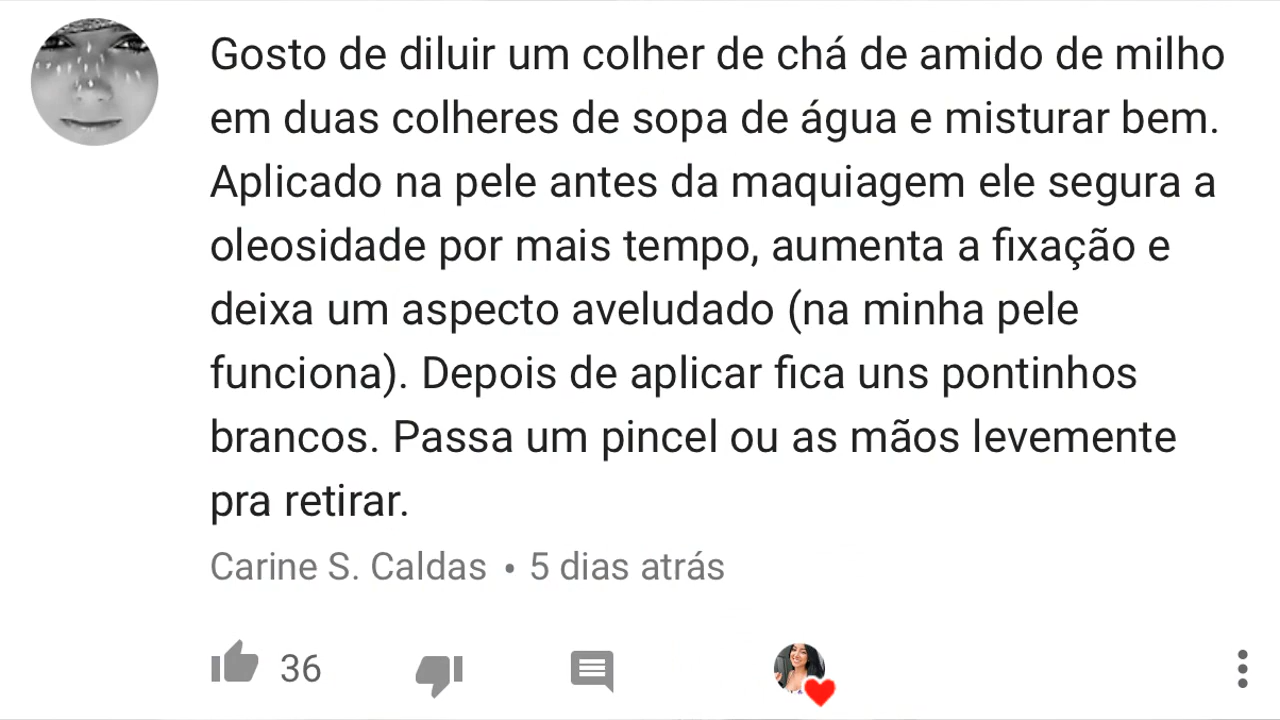 Gosto de diluir um colher de chá de amido de milho
em duas colheres de sopa de água e misturar bem.
Aplicado na pele antes da maquiagem ele segura a
oleosidade por mais tempo, aumenta a fixação e
deixa um aspecto aveludado (na minha pele
funciona). Depois de aplicar fica uns pontinhos
brancos. Passa um pincel ou as mãos levemente
pra retirar.
Carine S. Caldas • 5 dias atrás
36